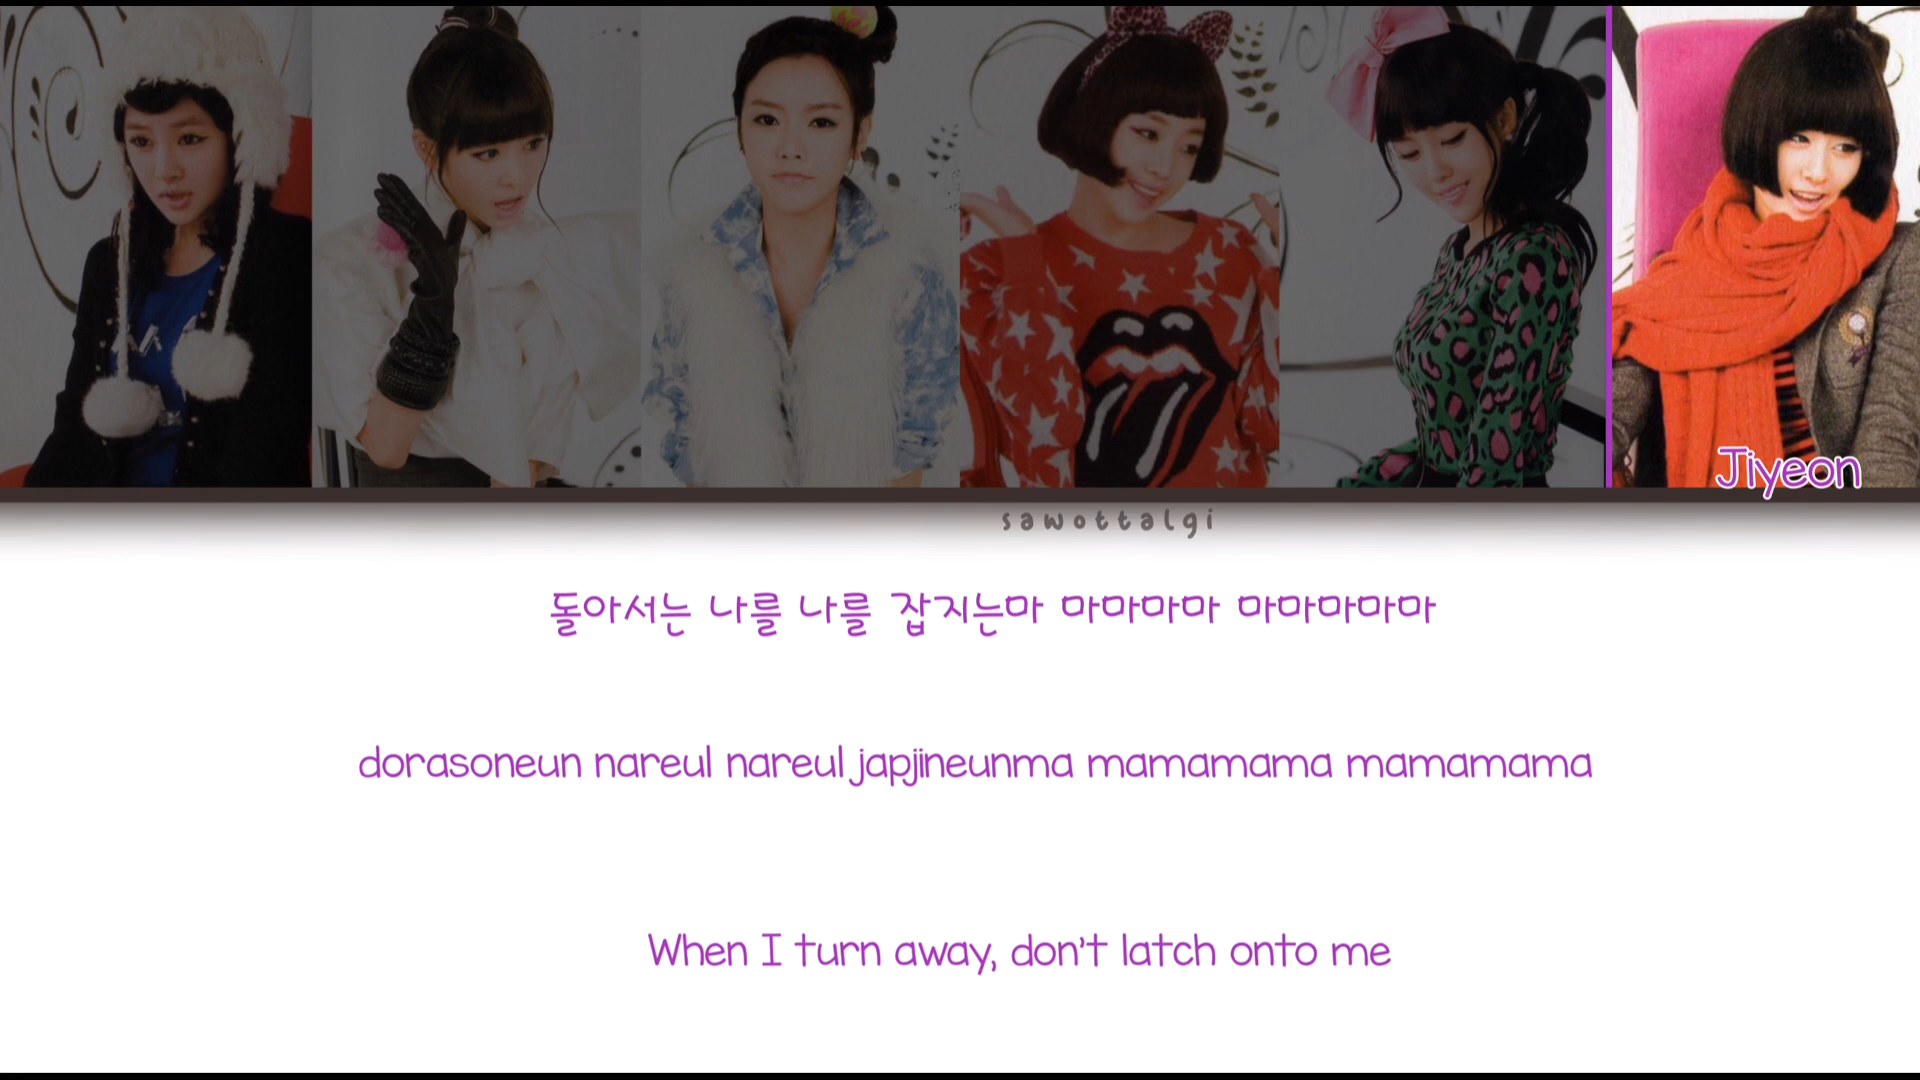 Jiyeon
sawottalgi
돌아서는 나를 나를 잡지는마 마마마마 마마마마마
dorasoneun nareul nareul japjineunma mamamama mamamama
When I turn away, don't latch onto me